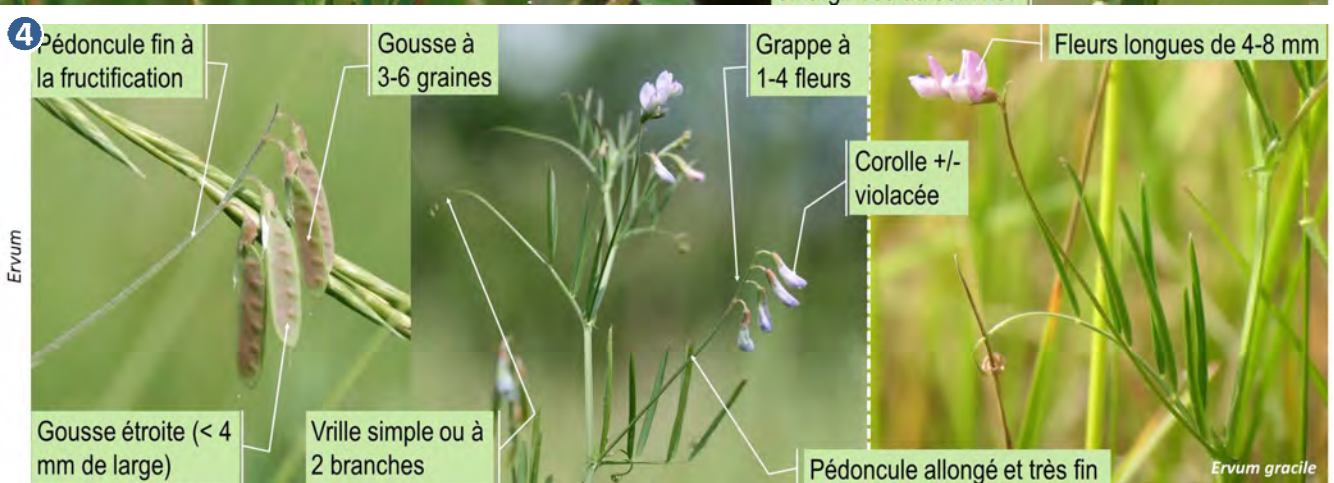 4
Pédoncule fin à
la fructification
Gousse à
3-6 graines
Grappe à
1-4 fleurs
Fleurs longues de 4-8 mm
Corolle +/-
violacée
Ervum
Gousse étroite (< 4
mm de large)
Vrille simple ou à
2 branches
Pédoncule allongé et très fin
Ervum gracile